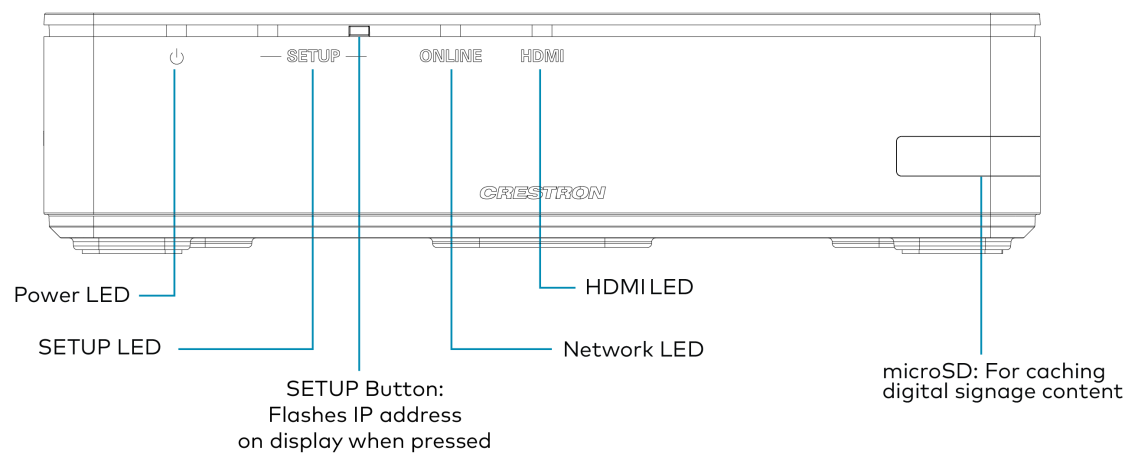 SETUP ONLINE HDMI
CRESTRON
Power LED
HDMI LED
SETUP LED
Network LED
SETUP Button:
Flashes IP address
on display when pressed
microSD: For caching
digital signage content